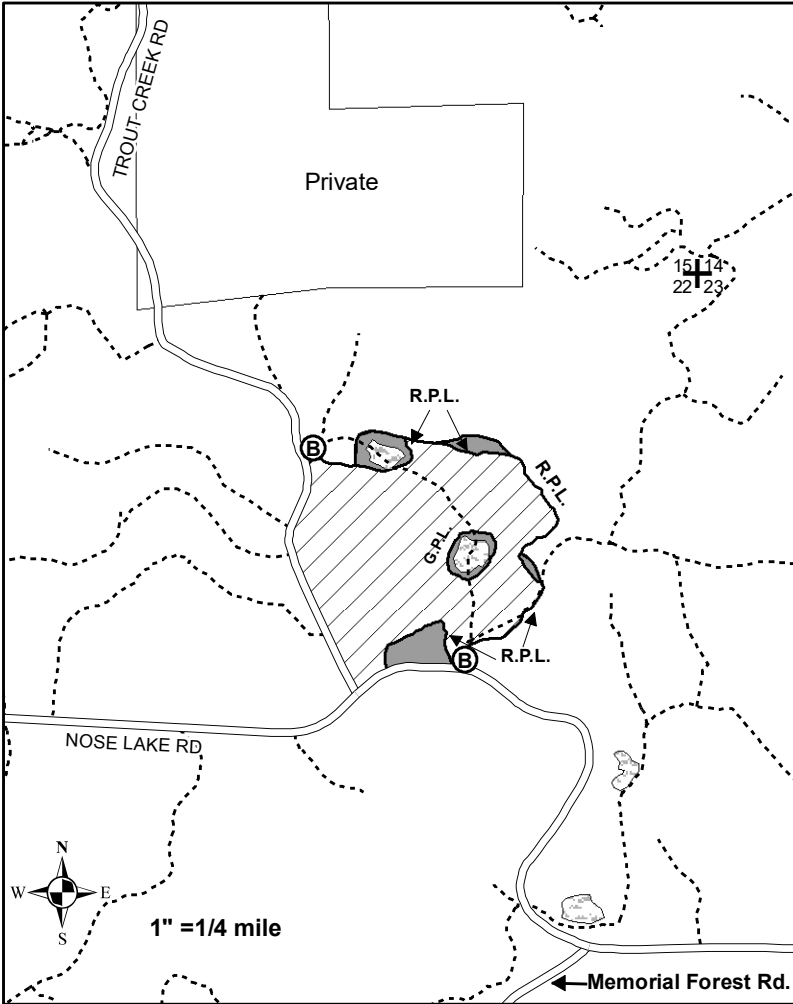 TROUT CREEK RD
Private
15 14
22 23
R.P.L.
B
R.P.L.
G.P.L.
R.P.L.
B
NOSE LAKE RD
N
W E
S
1" =1/4 mile
Memorial Forest Rd.